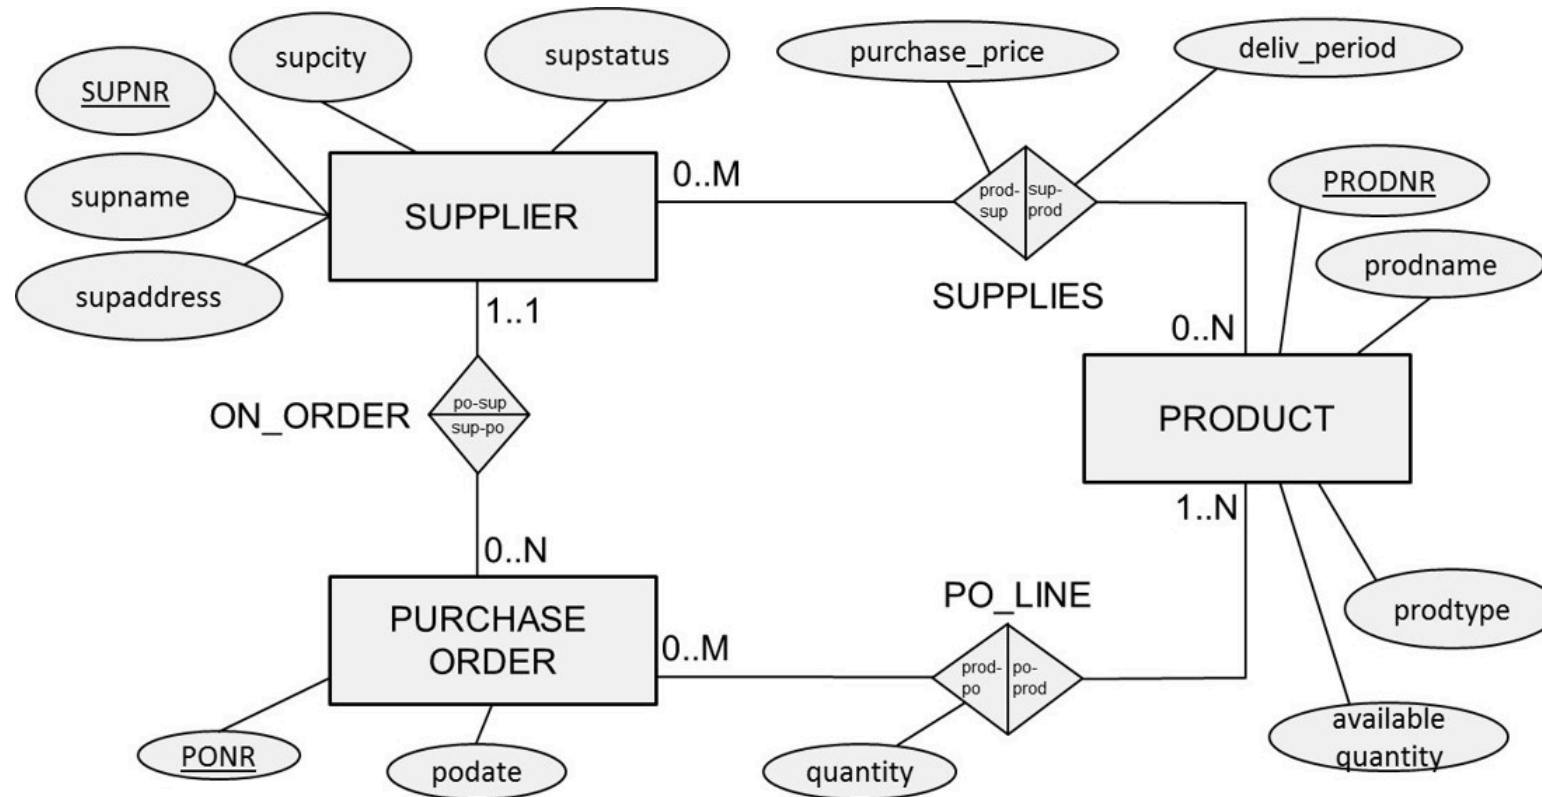 supcity
supstatus
purchase_price
deliv_period
SUPNR
supname
supaddress
SUPPLIER
0..M
prod-
sup
sup-
prod
SUPPLIES
PRODNR
prodname
1..1
0..N
ON_ORDER
po-sup
sup-po
PRODUCT
0..N
1..N
PURCHASE
ORDER
0..M
PO_LINE
prod-
po
po-
prod
prodtype
PONR
podate
quantity
available
quantity